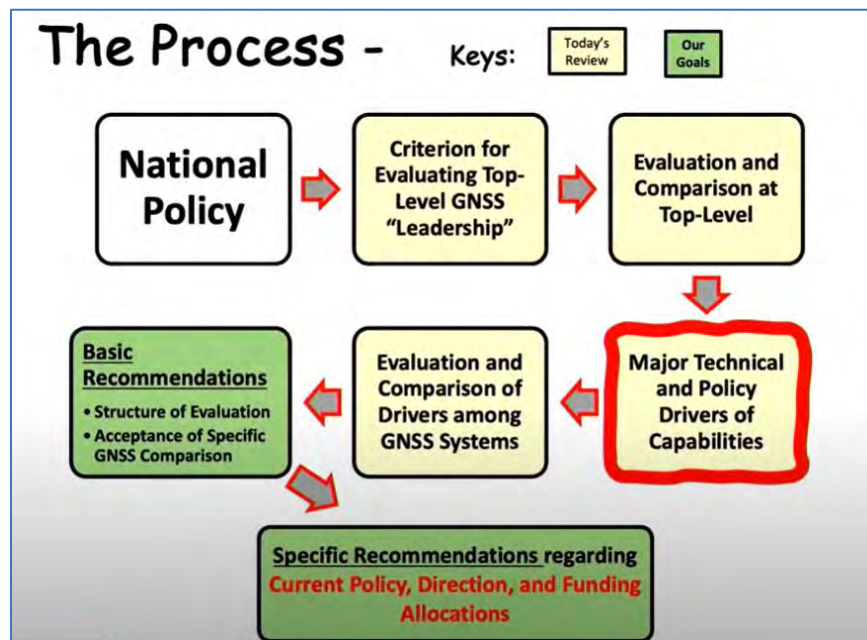 The Process -
Keys:
Today's
Review
Our
Goals
National
Policy
Criterion for
Evaluating Top-
Level GNSS
“Leadership”
Evaluation and
Comparison at
Top-Level
Basic
Recommendations
• Structure of Evaluation
• Acceptance of Specific
GNSS Comparison
Evaluation and
Comparison of
Drivers among
GNSS Systems
Major Technical
and Policy
Drivers of
Capabilities
Specific Recommendations regarding
Current Policy, Direction, and Funding
Allocations